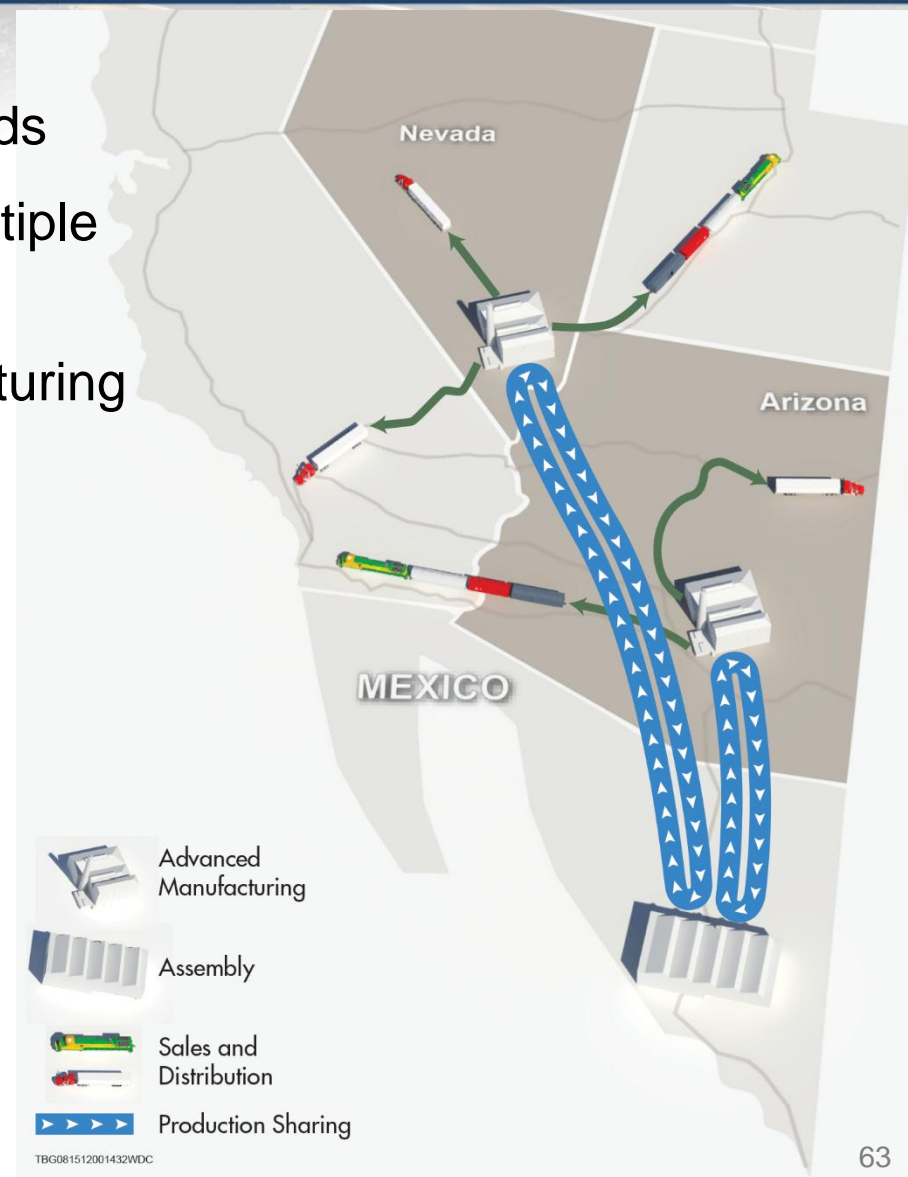 ds
tiple
turing
Nevada
Arizona
MEXICO
Advanced
Manufacturing
Assembly
Sales and
Distribution
Production Sharing
TBG081512001432WDC
63